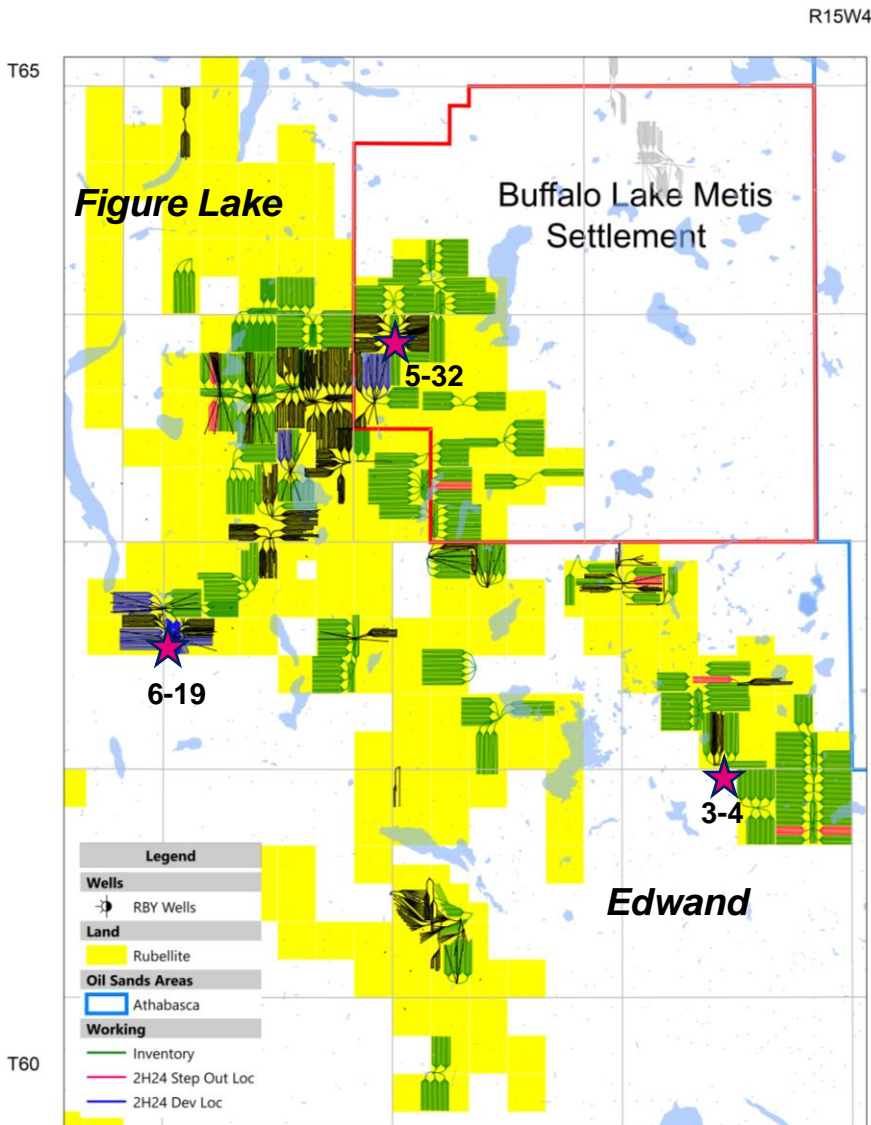 R15W4
T65
Figure Lake
Buffalo Lake Metis
Settlement
5-32
6-19
3-4
Edwand
Legend
Wells
RBY Wells
Land
Rubellite
Oil Sands Areas
Athabasca
Working
Inventory
2H24 Step Out Loc
2H24 Dev Loc
T60